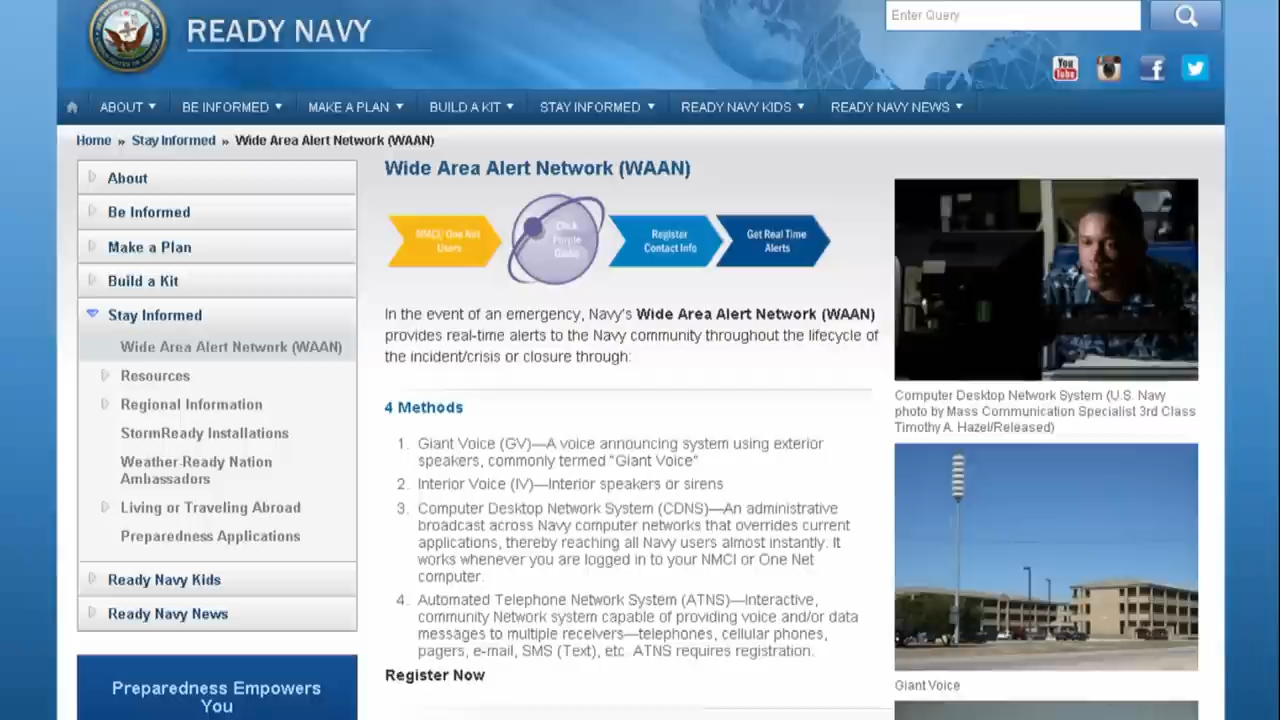 READY NAVY
Enter Query
You
Tube
ABOUT
BE INFORMED
MAKE A PLAN
BUILD A KIT
STAY INFORMED
READY NAVY KIDS
READY NAVY NEWS
Home » Stay Informed » Wide Area Alert Network (WAAN)
About
Be Informed
Make a Plan
Build a Kit
Stay Informed
Wide Area Alert Network (WAAN)
Resources
Regional Information
StormReady Installations
Weather-Ready Nation
Ambassadors
Living or Traveling Abroad
Preparedness Applications
Ready Navy Kids
Ready Navy News
Preparedness Empowers
You
Wide Area Alert Network (WAAN)
NMCI/One Net
Users
Click
Purple
Globe
Register
Contact Info
Get Real Time
Alerts
In the event of an emergency, Navy's Wide Area Alert Network (WAAN)
provides real-time alerts to the Navy community throughout the lifecycle of
the incident/crisis or closure through:
4 Methods
1. Giant Voice (GV)—A voice announcing system using exterior
speakers, commonly termed "Giant Voice"
2. Interior Voice (IV)—Interior speakers or sirens
3. Computer Desktop Network System (CDNS)—An administrative
broadcast across Navy computer networks that overrides current
applications, thereby reaching all Navy users almost instantly. It
works whenever you are logged in to your NMCI or One Net
computer.
4. Automated Telephone Network System (ATNS)—Interactive,
community Network system capable of providing voice and/or data
messages to multiple receivers—telephones, cellular phones,
pagers, e-mail, SMS (Text), etc. ATNS requires registration.
Register Now
Computer Desktop Network System (U.S. Navy
photo by Mass Communication Specialist 3rd Class
Timothy A. Hazel/Released)
Giant Voice